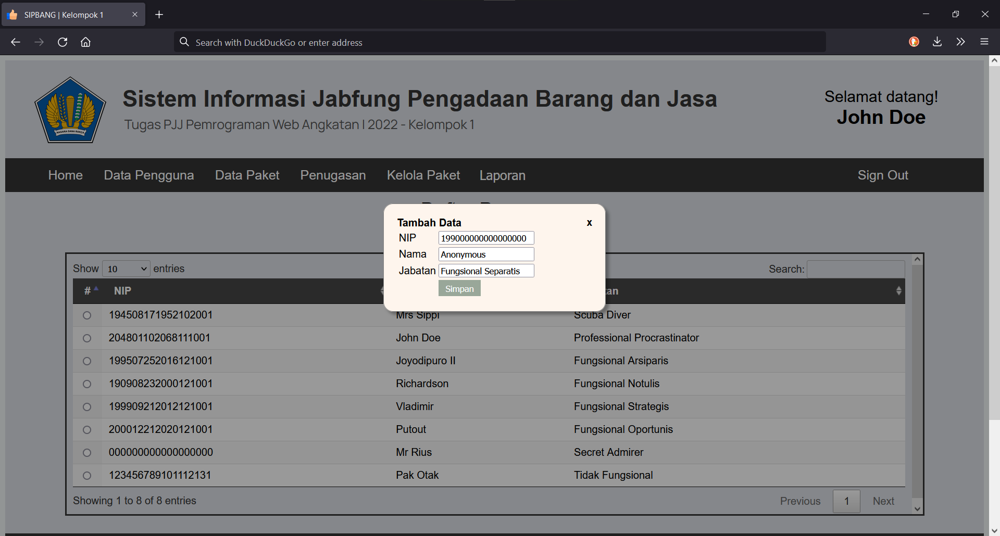 SIPBANG | Kelompok 1
Search with DuckDuckGo or enter address
NAGARA DANA RAKCA
Sistem Informasi Jabfung Pengadaan Barang dan Jasa
Tugas PJJ Pemrograman Web Angkatan I 2022 - Kelompok 1
Selamat datang!
John Doe
Home Data Pengguna Data Paket Penugasan Kelola Paket Laporan Sign Out
Tambah Data x
NIP 199000000000000000
Nama Anonymous
Jabatan Fungsional Separatis
Simpan
Show 10 entries Search:
# NIP tan
194508171952102001 Mrs Sippi Scuba Diver
204801102068111001 John Doe Professional Procrastinator
199507252016121001 Joyodipuro II Fungsional Arsiparis
190908232000121001 Richardson Fungsional Notulis
199909212012121001 Vladimir Fungsional Strategis
200012212020121001 Putout Fungsional Oportunis
000000000000000000 Mr Rius Secret Admirer
123456789101112131 Pak Otak Tidak Fungsional
Showing 1 to 8 of 8 entries Previous 1 Next